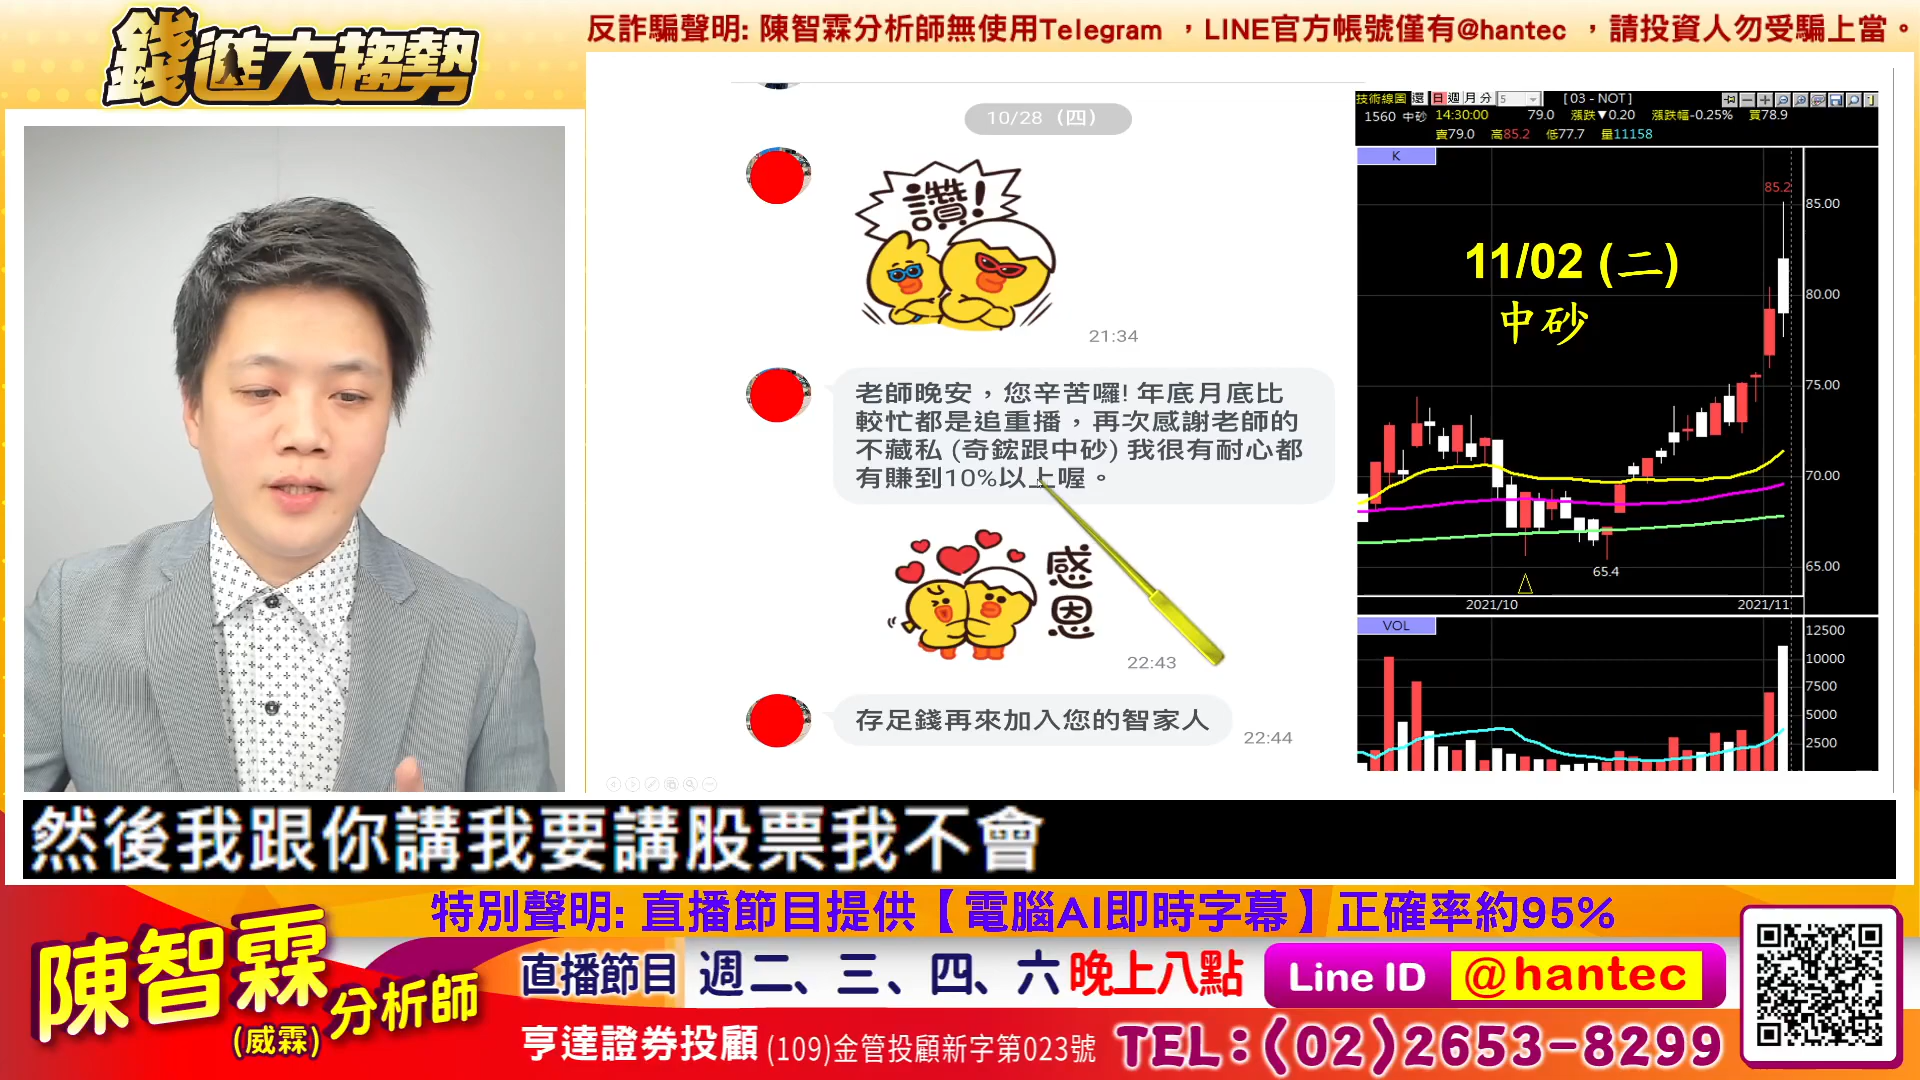 錢進大趨勢
反詐騙聲明: 陳智霖分析師無使用Telegram ，LINE官方帳號僅有@hantec ，請投資人勿受騙上當。
10/28 （四）
讚!
21:34
老師晚安，您辛苦囉! 年底月底比
較忙都是追重播，再次感謝老師的
不藏私 (奇鋐跟中砂) 我很有耐心都
有賺到10%以上喔。
感恩
22:43
存足錢再來加入您的智家人
22:44
技術線圖 還 日 週 月 分 5 [03 - NOT]
1560 中砂 14:30:00 79.0 漲跌▼0.20 漲跌幅-0.25% 買78.9
賣79.0 高85.2 低77.7 量11158
K
85.2
85.00
11/02 (二)
中砂
80.00
75.00
70.00
65.00
65.4
2021/10
2021/11
VOL
12500
10000
7500
5000
2500
然後我跟你講我要講股票我不會
特別聲明: 直播節目提供【電腦AI即時字幕】正確率約95%
陳智霖
(威霖)
分析師
直播節目 週二、三、四、六 晚上八點
Line ID @hantec
亨達證券投顧 (109)金管投顧新字第023號 TEL:(02)2653-8299